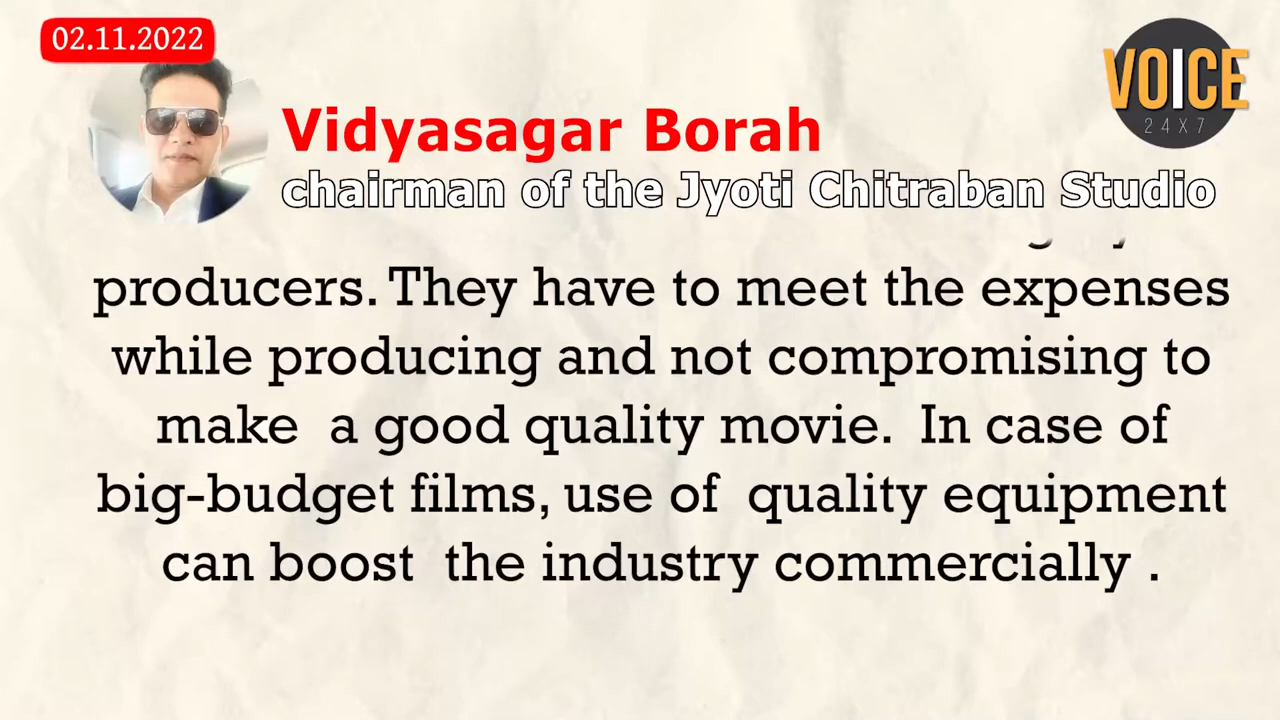 02.11.2022
VOICE
24X7
Vidyasagar Borah
chairman of the Jyoti Chitraban Studio
producers. They have to meet the expenses
while producing and not compromising to
make  a good quality movie.  In case of
big-budget films, use of  quality equipment
can boost  the industry commercially .